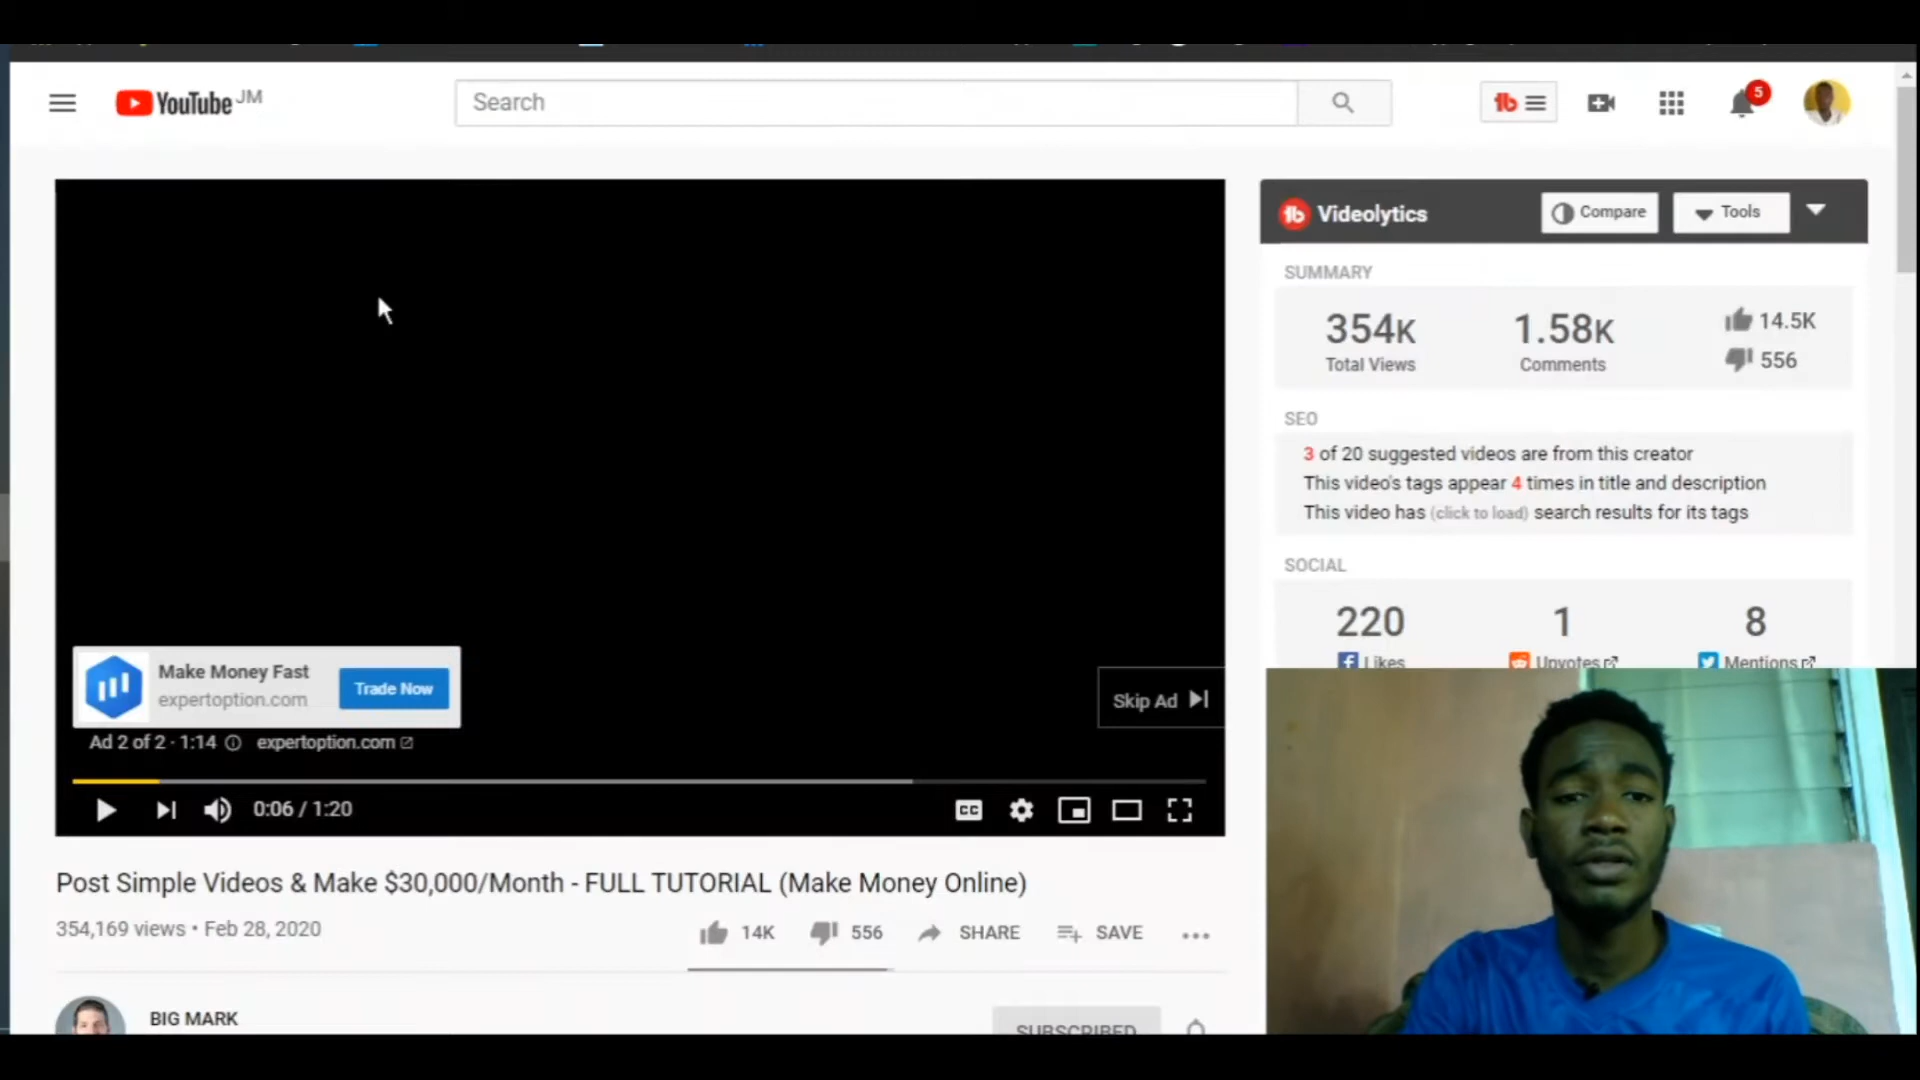 YouTube JM
Search
5
Videolytics
Compare
Tools
SUMMARY
354K
1.58K
14.5K
Total Views
Comments
556
SEO
3 of 20 suggested videos are from this creator
This video's tags appear 4 times in title and description
This video has (click to load) search results for its tags
SOCIAL
220
1
8
Likes
Upvotes
Mentions
Make Money Fast
expertoption.com
Trade Now
Skip Ad
Ad 2 of 2 · 1:14
expertoption.com
0:06 / 1:20
CC
Post Simple Videos & Make $30,000/Month - FULL TUTORIAL (Make Money Online)
354,169 views • Feb 28, 2020
14K
556
SHARE
SAVE
BIG MARK
SUBSCRIBED